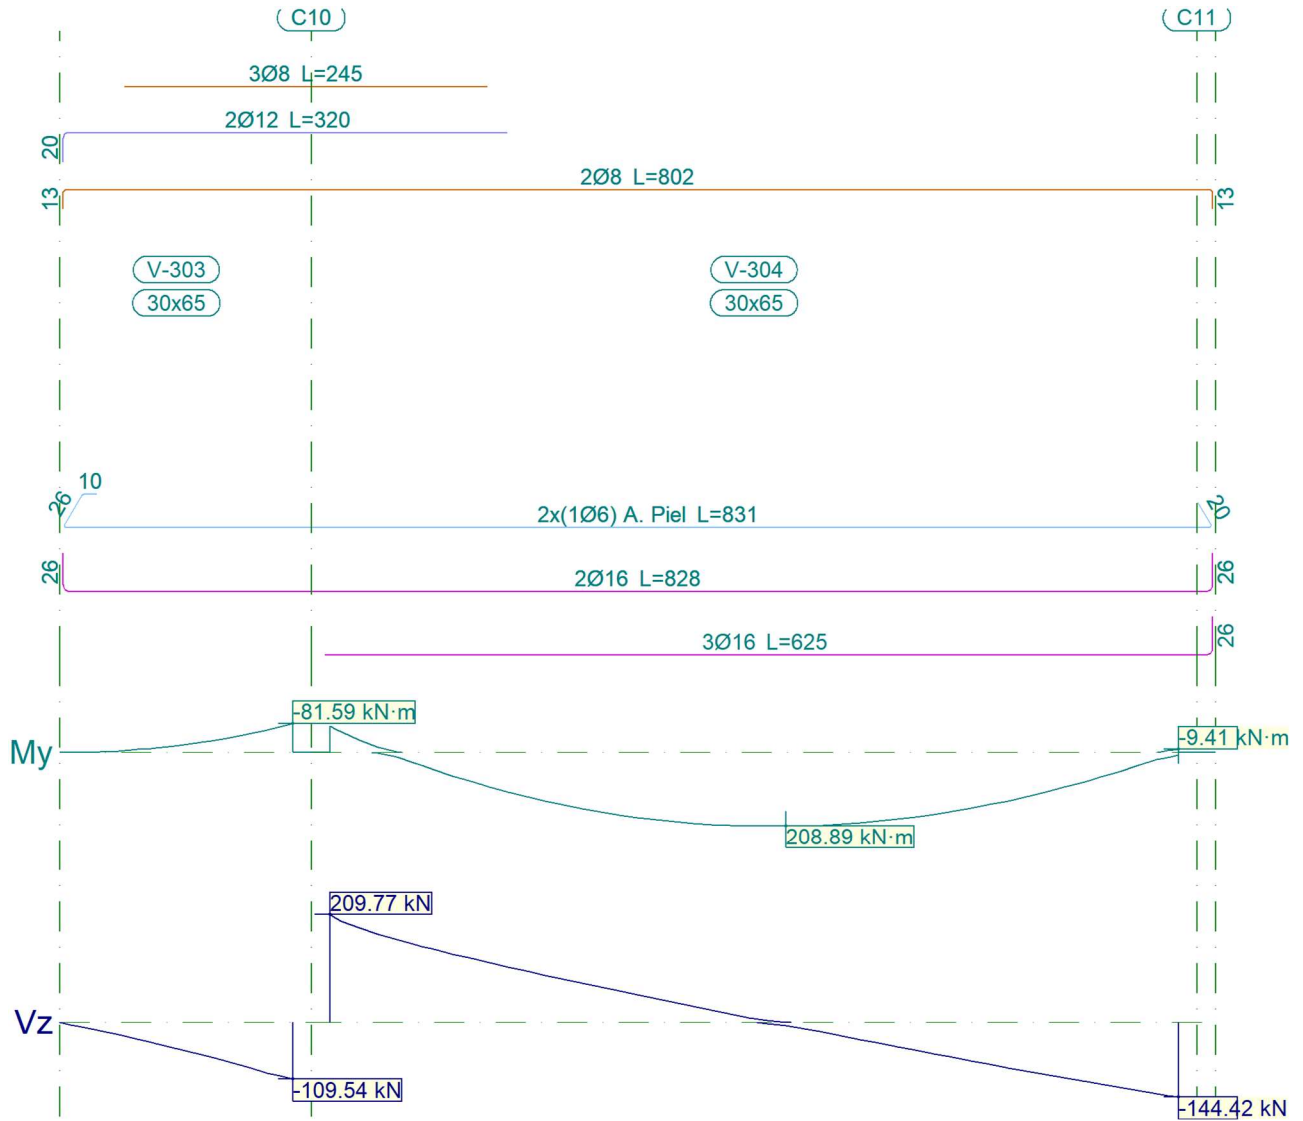 C10
C11
3Ø8 L=245
2Ø12 L=320
20
2Ø8 L=802
13
13
V-303
30x65
V-304
30x65
10
26
2x(1Ø6) A. Piel L=831
20
2Ø16 L=828
26
26
3Ø16 L=625
26
-81.59 kN·m
My
-9.41 kN·m
208.89 kN·m
209.77 kN
Vz
-109.54 kN
-144.42 kN